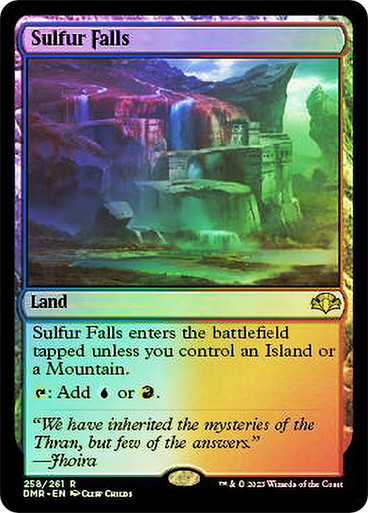 Sulfur Falls
Land
Sulfur Falls enters the battlefield
tapped unless you control an Island or
a Mountain.
: Add or .
"We have inherited the mysteries of the
Thran, but few of the answers."
—Jhoira
258/261 R
DMR • EN Cliff Childs
™ & © 2023 Wizards of the Coast